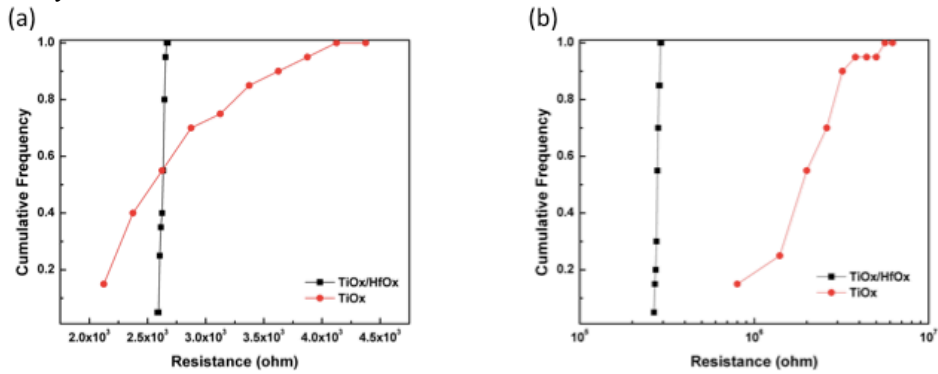 (a)
(b)
1.0
0.8
0.6
0.4
0.2
Cumulative Frequency
TiOx/HfOx
TiOx
2.0x10³ 2.5x10³ 3.0x10³ 3.5x10³ 4.0x10³ 4.5x10³
Resistance (ohm)
1.0
0.8
0.6
0.4
0.2
Cumulative Frequency
TiOx/HfOx
TiOx
10⁵ 10⁶ 10⁷
Resistance (ohm)